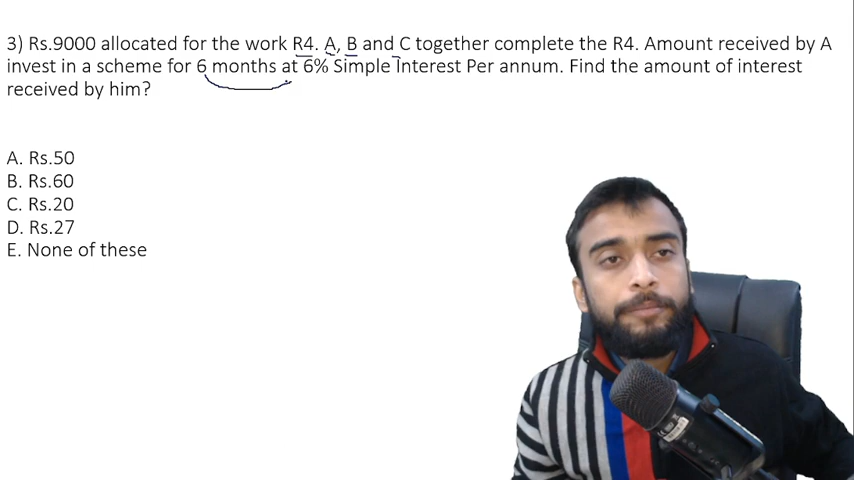 3) Rs.9000 allocated for the work R4. A, B and C together complete the R4. Amount received by A
invest in a scheme for 6 months at 6% Simple Interest Per annum. Find the amount of interest
received by him?
A. Rs.50
B. Rs.60
C. Rs.20
D. Rs.27
E. None of these